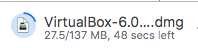 VirtualBox-6.0....dmg
27.5/137 MB, 48 secs left